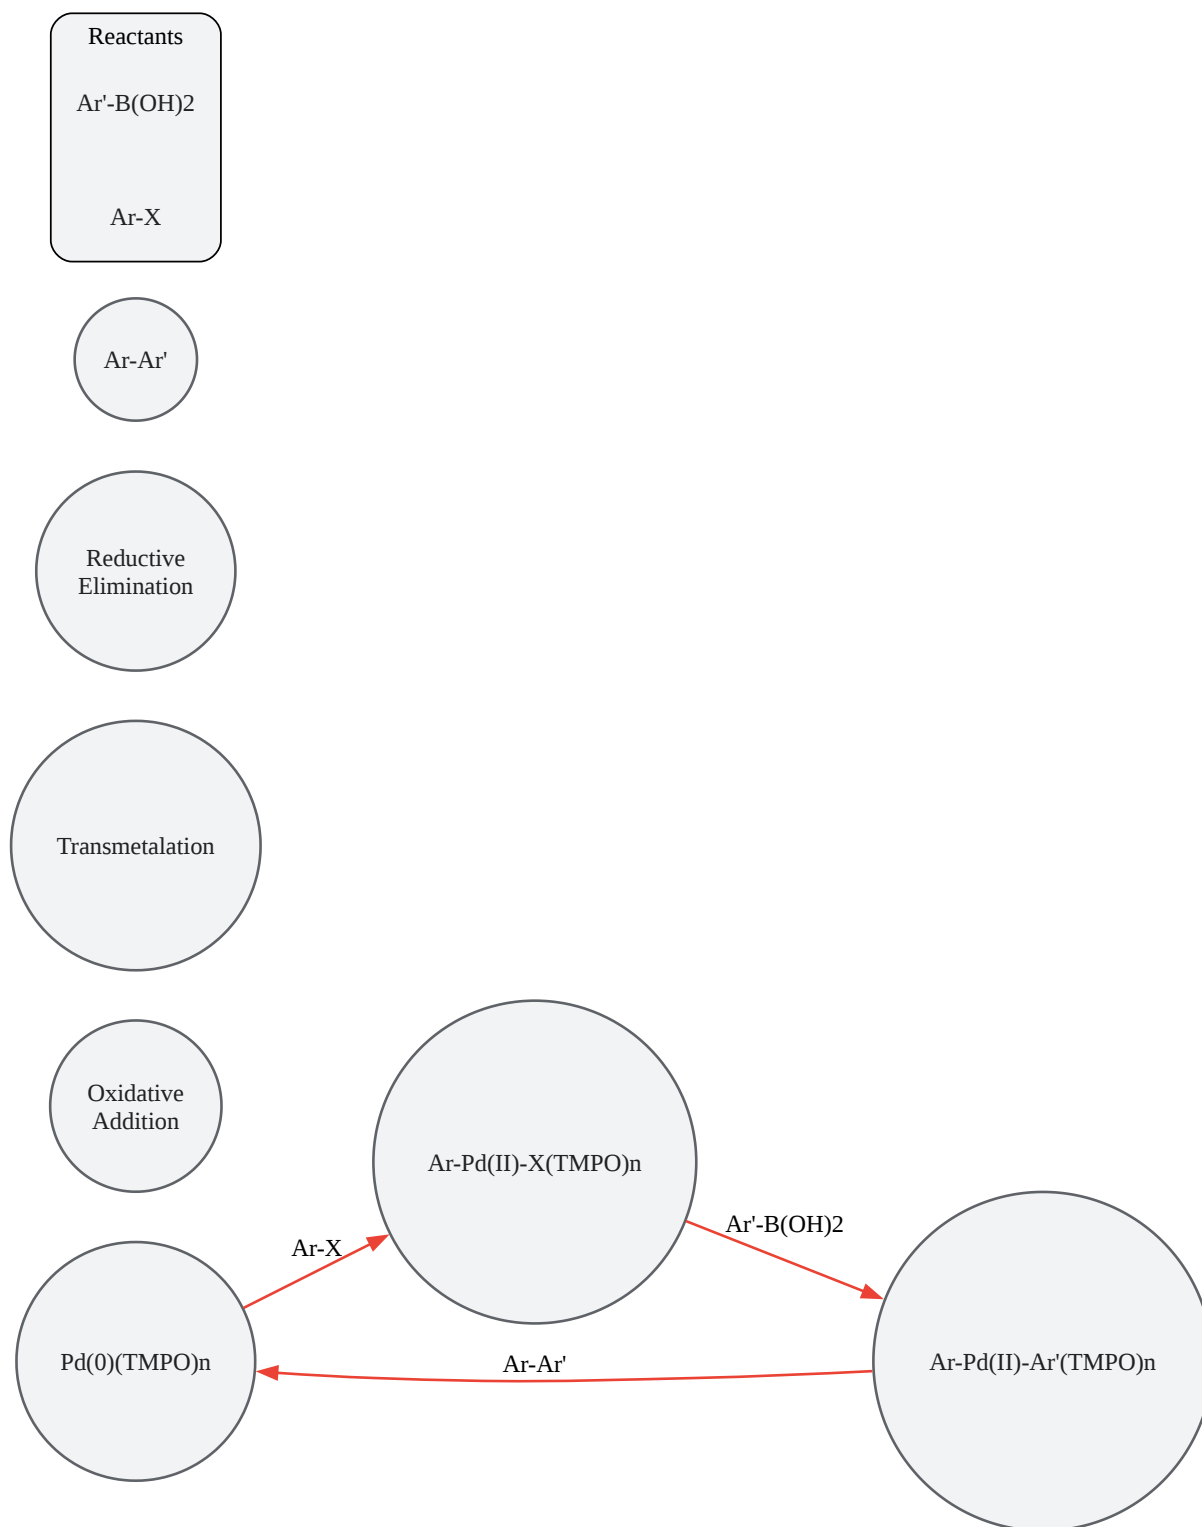 Reactants
Ar'-B(OH)2
Ar-X
Ar-Ar'
Reductive
Elimination
Transmetalation
Oxidative
Addition
Ar-Pd(II)-X(TMPO)n
Ar'-B(OH)2
Ar-X
Pd(0)(TMPO)n
Ar-Ar'
Ar-Pd(II)-Ar'(TMPO)n